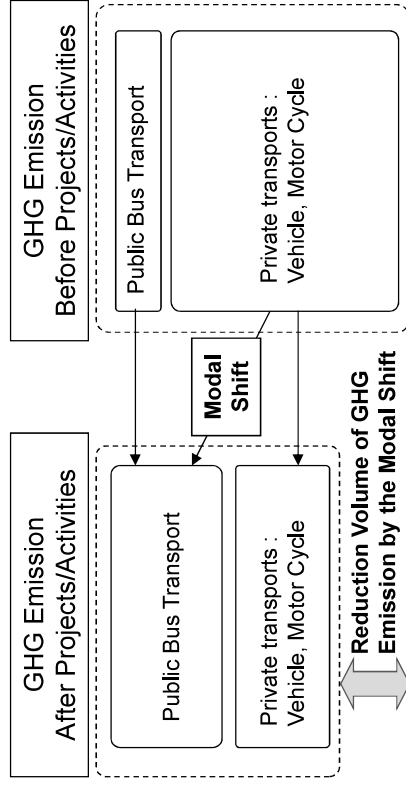 GHG Emission
After Projects/Activities
GHG Emission
Before Projects/Activities
Public Bus Transport
Public Bus Transport
Modal
Shift
Private transports :
Vehicle, Motor Cycle
Private transports :
Vehicle, Motor Cycle
Reduction Volume of GHG
Emission by the Modal Shift